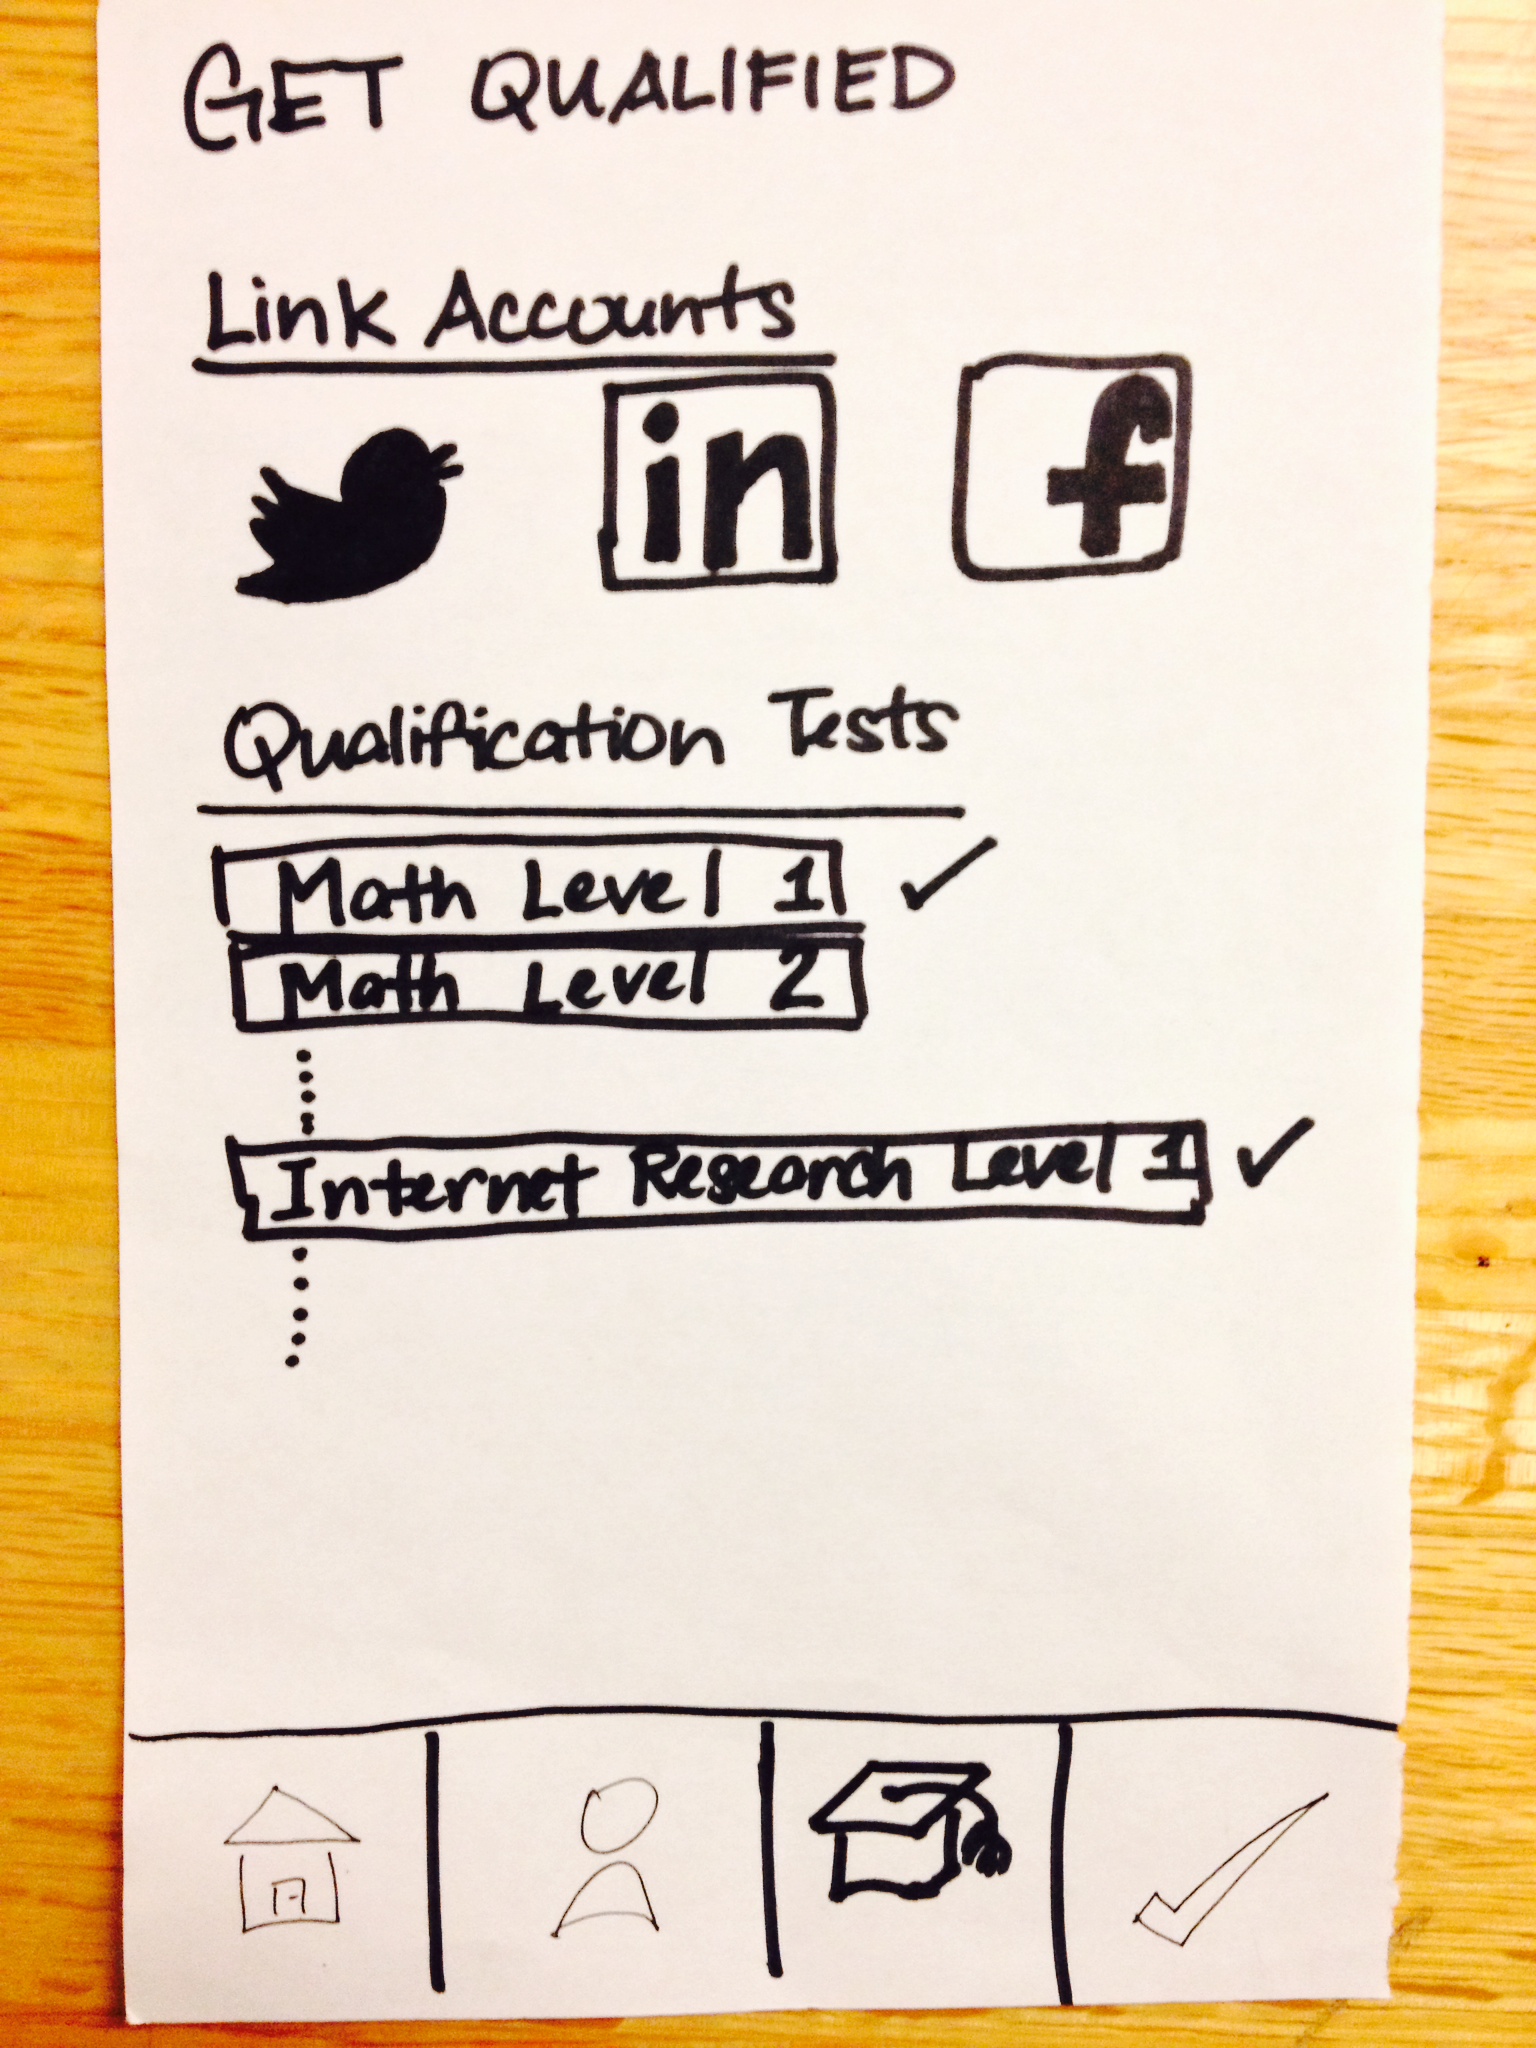 GET QUALIFIED
Link Accounts
in
f
Qualification Tests
Math Level 1
Math Level 2
Internet Research Level 1